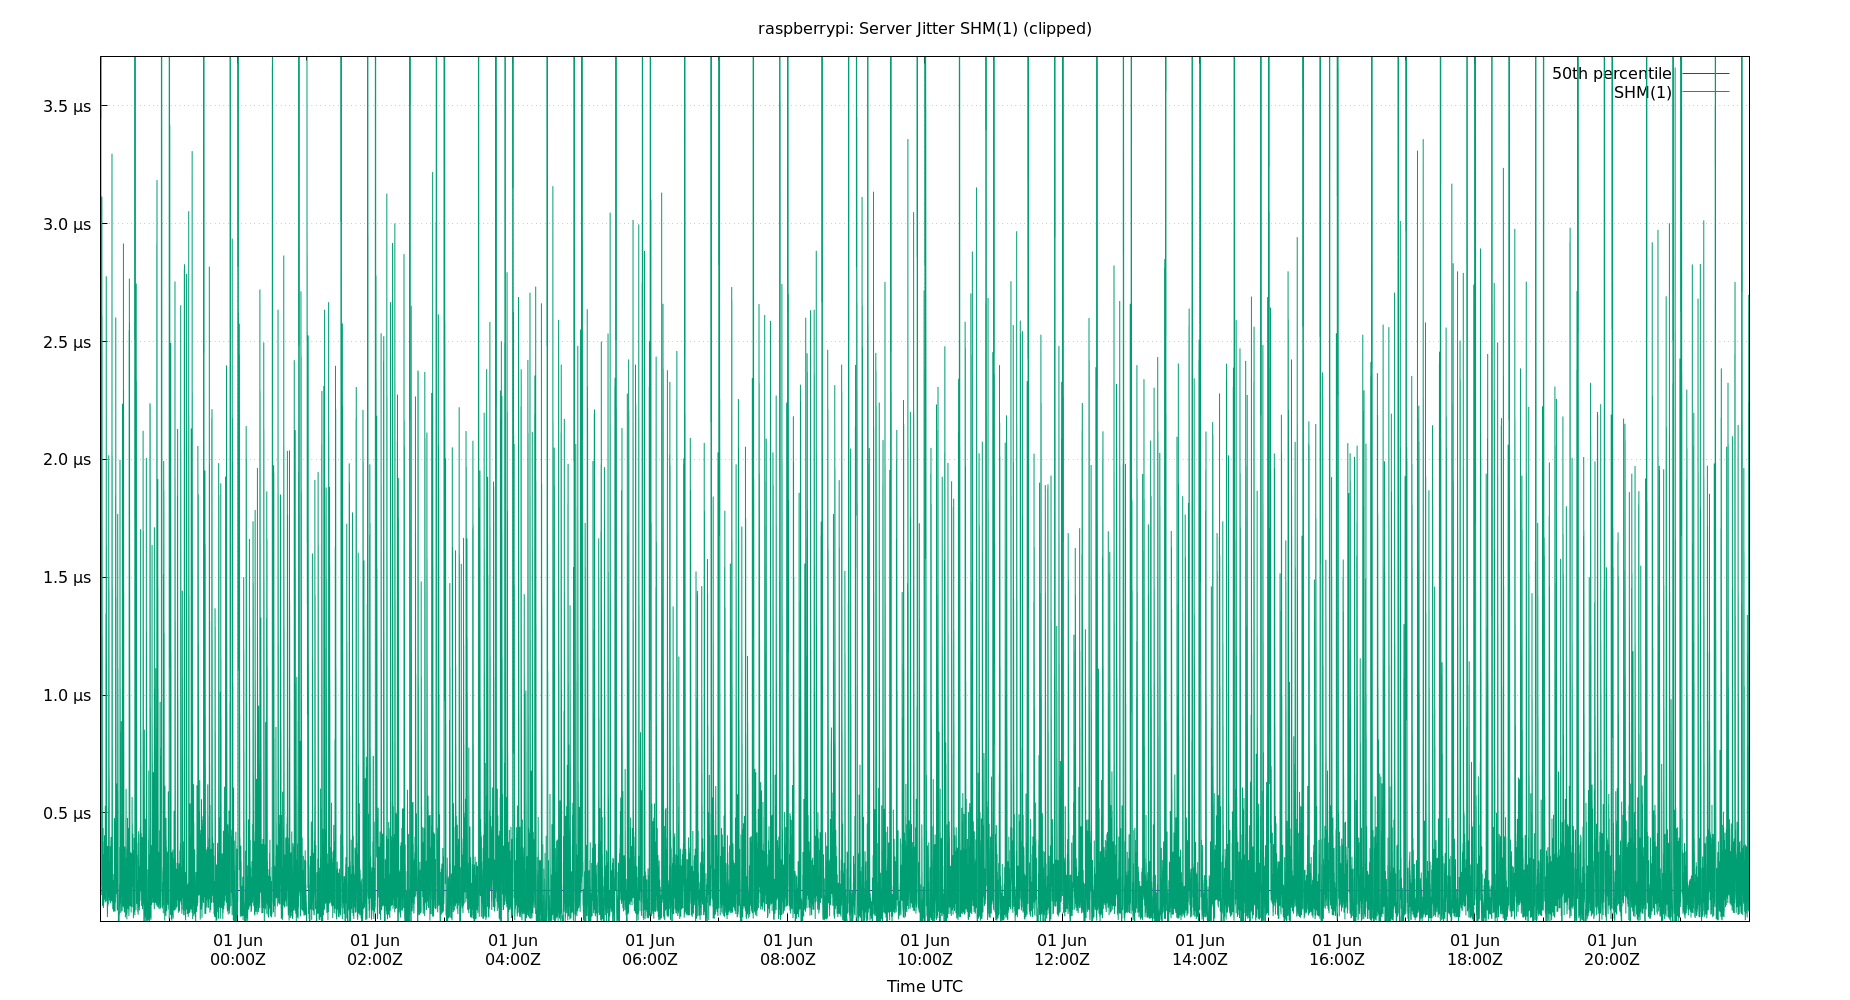 raspberrypi: Server Jitter SHM(1) (clipped)
50th percentile
SHM(1)
3.5 µs
3.0 µs
2.5 µs
2.0 µs
1.5 µs
1.0 µs
0.5 µs
01 Jun 01 Jun 01 Jun 01 Jun 01 Jun 01 Jun 01 Jun 01 Jun 01 Jun 01 Jun 01 Jun
00:00Z 02:00Z 04:00Z 06:00Z 08:00Z 10:00Z 12:00Z 14:00Z 16:00Z 18:00Z 20:00Z
Time UTC